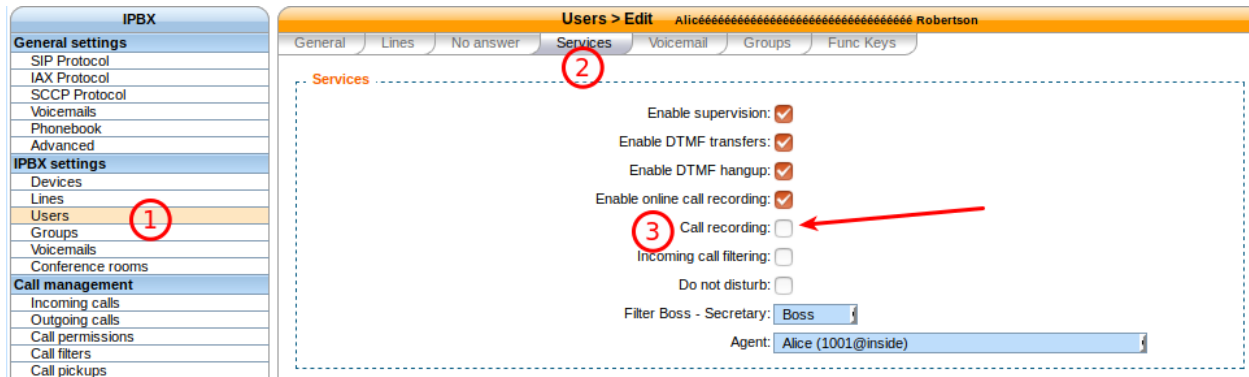 IPBX
General settings
SIP Protocol
IAX Protocol
SCCP Protocol
Voicemails
Phonebook
Advanced
IPBX settings
Devices
Lines
Users
1
Groups
Voicemails
Conference rooms
Call management
Incoming calls
Outgoing calls
Call permissions
Call filters
Call pickups
Users > Edit Alicééééééééééééééééééééééééééééééééééé Robertson
General Lines No answer Services Voicemail Groups Func Keys
2
Services
Enable supervision:
Enable DTMF transfers:
Enable DTMF hangup:
Enable online call recording:
3 Call recording:
Incoming call filtering:
Do not disturb:
Filter Boss - Secretary: Boss
Agent: Alice (1001@inside)